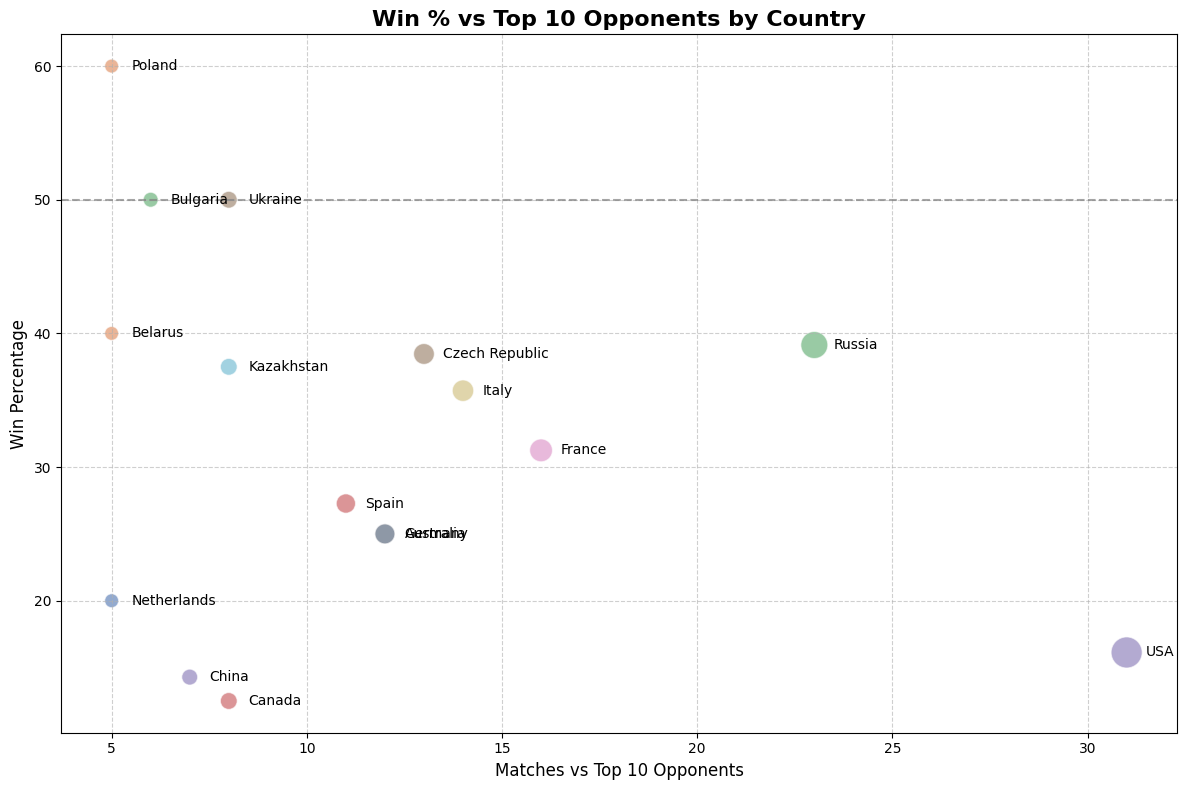 Win % vs Top 10 Opponents by Country
60
Poland
50
Bulgaria
Ukraine
40
Belarus
Russia
Czech Republic
Kazakhstan
Italy
30
France
Spain
Germany
Australia
20
Netherlands
USA
China
Canada
5
10
15
20
25
30
Win Percentage
Matches vs Top 10 Opponents